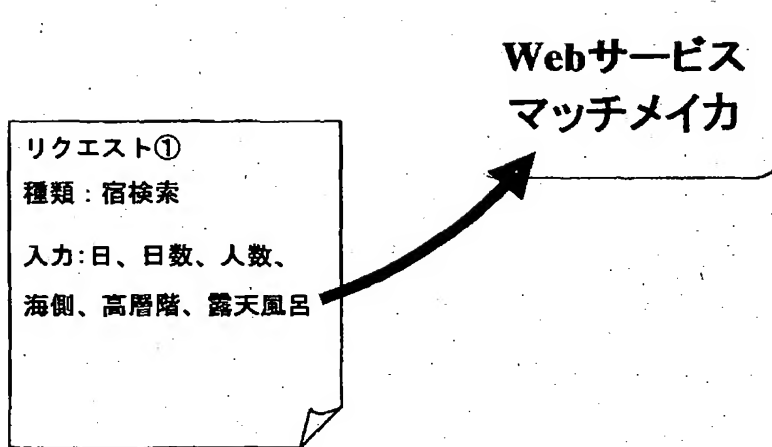 Webサービス
マッチメイカ
リクエスト①
種類：宿検索
入力:日、日数、人数、
海側、高層階、露天風呂